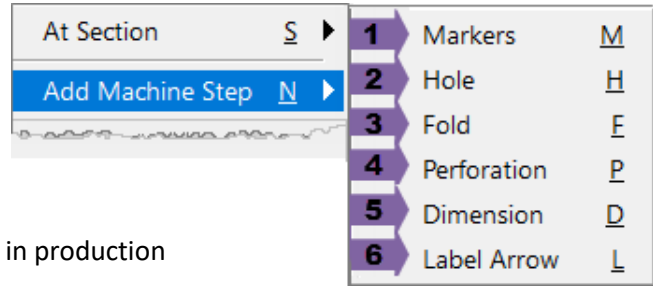 At Section S
Add Machine Step N
1 Markers M
2 Hole H
3 Fold F
4 Perforation P
5 Dimension D
6 Label Arrow L
in production